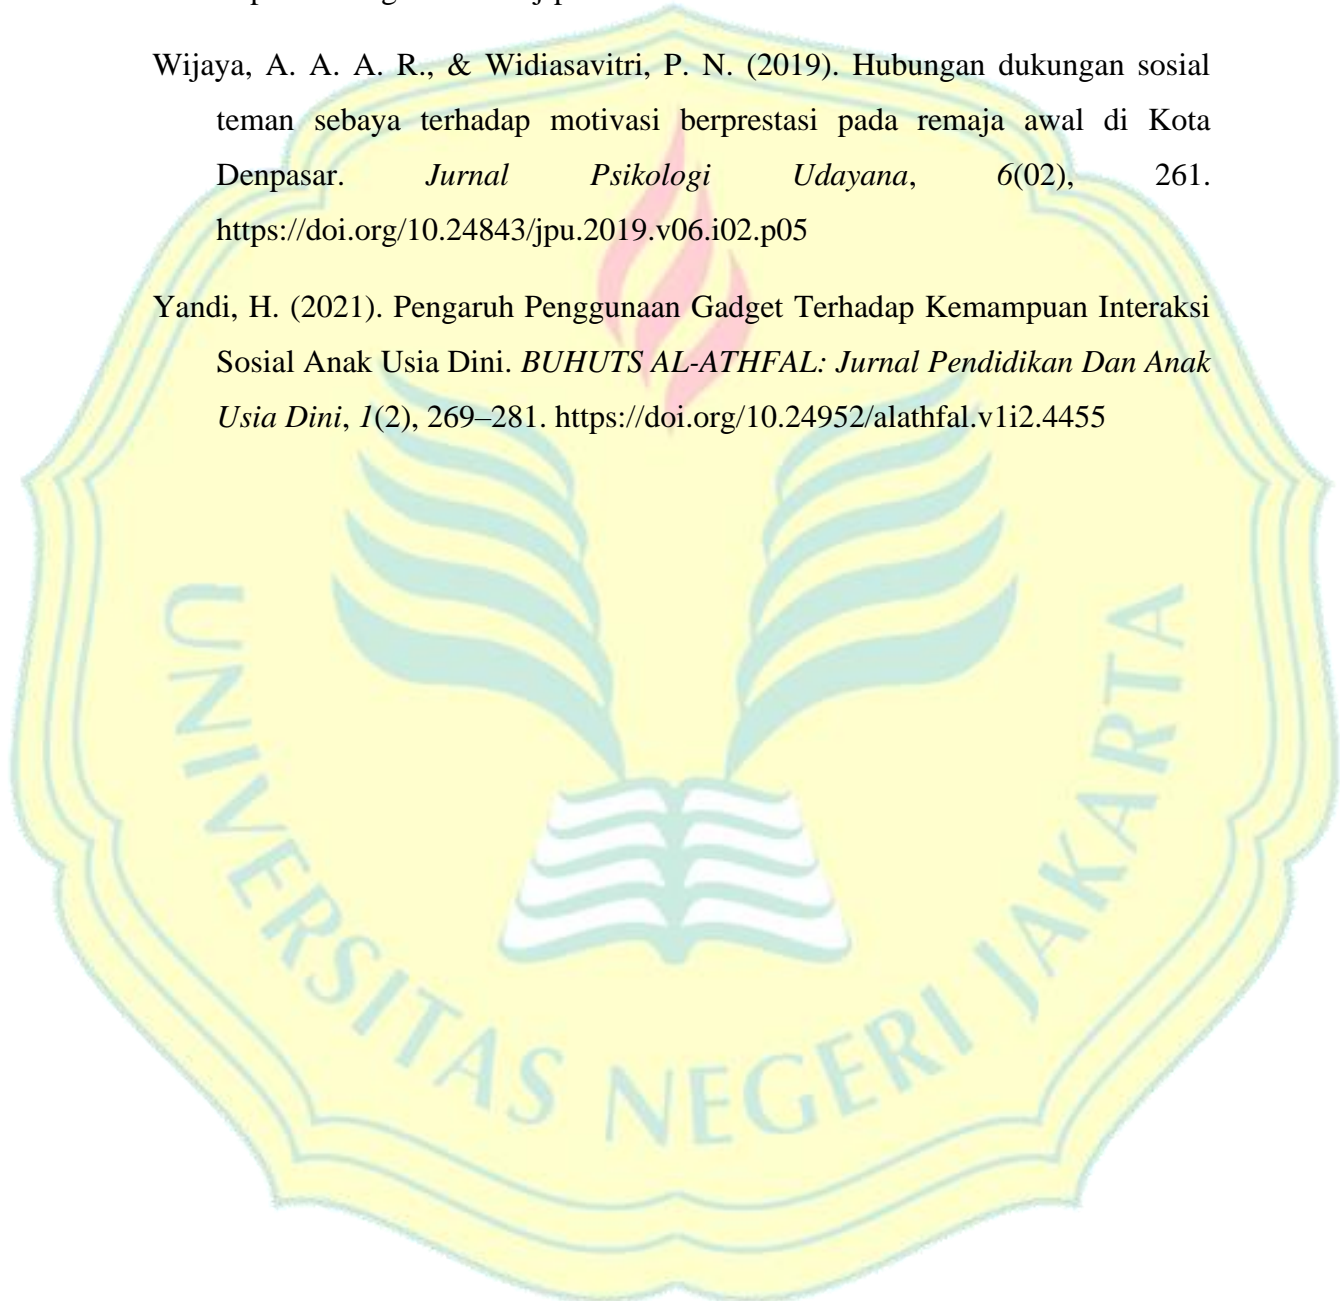 Wijaya, A. A. A. R., & Widiasavitri, P. N. (2019). Hubungan dukungan sosial
teman sebaya terhadap motivasi berprestasi pada remaja awal di Kota
Denpasar. Jurnal Psikologi Udayana, 6(02), 261.
https://doi.org/10.24843/jpu.2019.v06.i02.p05
Yandi, H. (2021). Pengaruh Penggunaan Gadget Terhadap Kemampuan Interaksi
Sosial Anak Usia Dini. BUHUTS AL-ATHFAL: Jurnal Pendidikan Dan Anak
Usia Dini, 1(2), 269–281. https://doi.org/10.24952/alathfal.v1i2.4455
UNIVERSITAS NEGERI JAKARTA